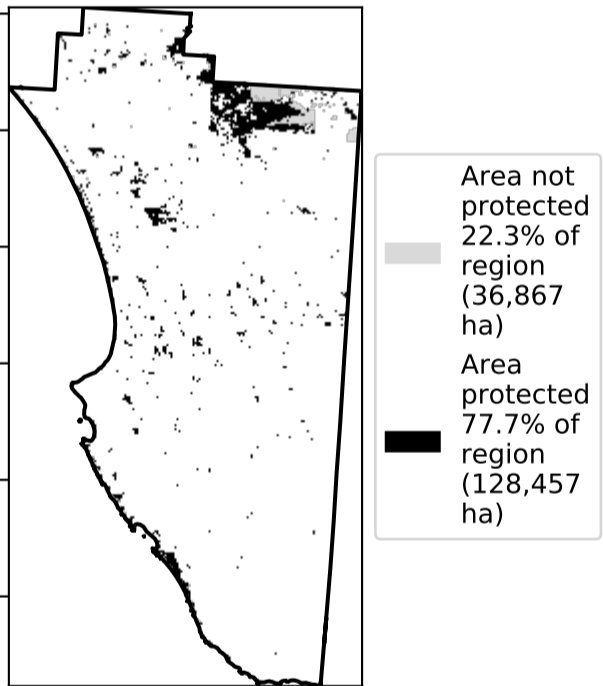 Area not
protected
22.3% of
region
(36,867
ha)
Area
protected
77.7% of
region
(128,457
ha)